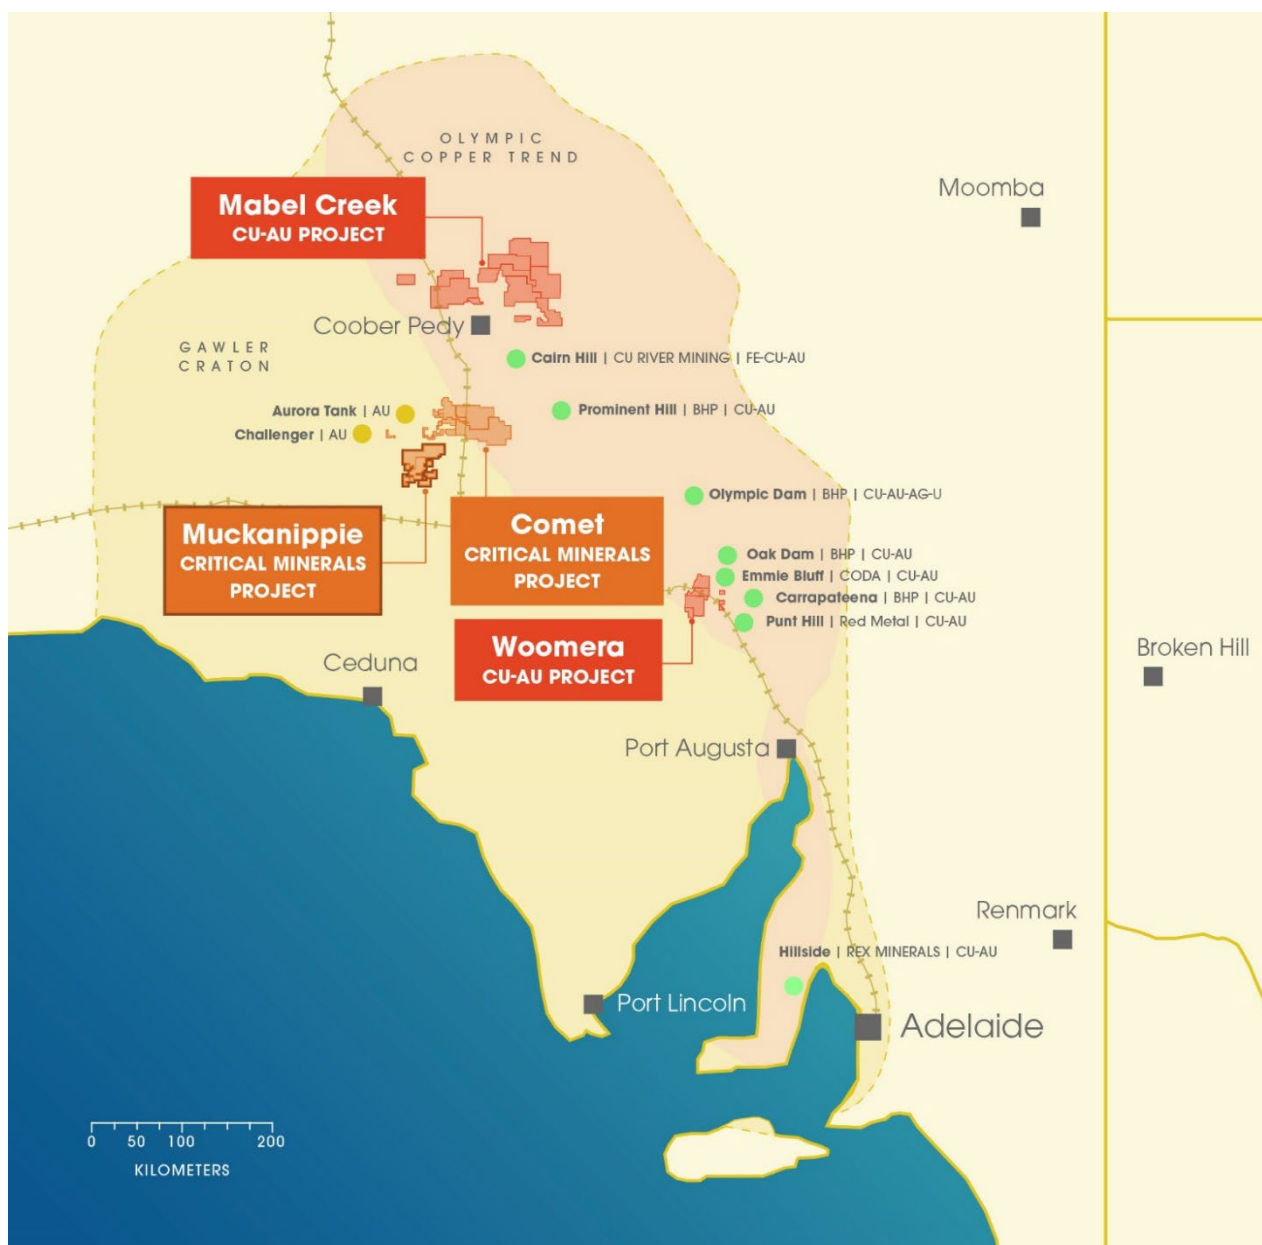 OLYMPIC
COPPER TREND
Moomba
Mabel Creek
CU-AU PROJECT
Coober Pedy
GAWLER
CRATON
Cairn Hill | CU RIVER MINING | FE-CU-AU
Aurora Tank | AU
Prominent Hill | BHP | CU-AU
Challenger | AU
Olympic Dam | BHP | CU-AU-AG-U
Muckanippie
CRITICAL MINERALS
PROJECT
Comet
CRITICAL MINERALS
PROJECT
Oak Dam | BHP | CU-AU
Emmie Bluff | CODA | CU-AU
Carrapateena | BHP | CU-AU
Punt Hill | Red Metal | CU-AU
Woomera
CU-AU PROJECT
Broken Hill
Ceduna
Port Augusta
Renmark
Hillside | REX MINERALS | CU-AU
Port Lincoln
Adelaide
0 50 100 200
KILOMETERS